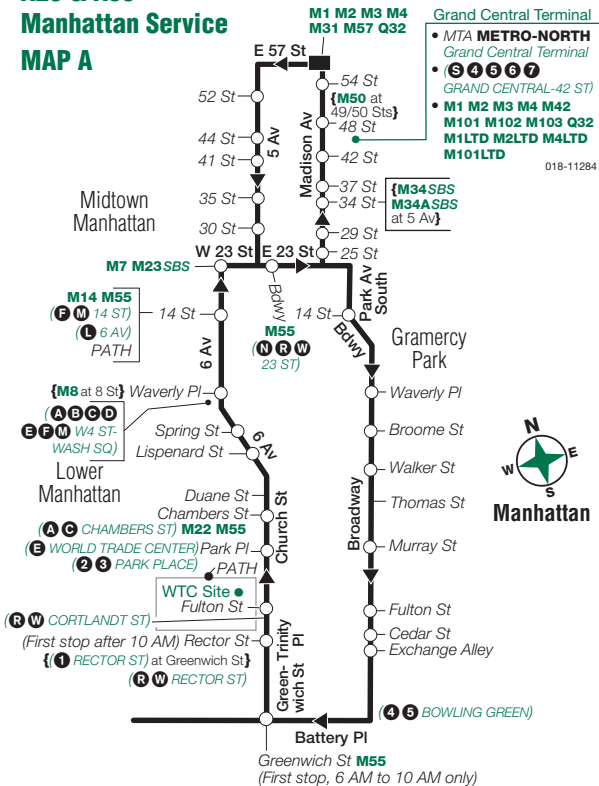 Manhattan Service
MAP A
M1 M2 M3 M4
M31 M57 Q32
Grand Central Terminal
• MTA METRO-NORTH
Grand Central Terminal
• (S 4 5 6 7
GRAND CENTRAL-42 ST)
• M1 M2 M3 M4 M42
M101 M102 M103 Q32
M1LTD M2LTD M4LTD
M101LTD
018-11284
E 57 St
54 St
{M50 at
49/50 Sts}
48 St
42 St
37 St
34 St
{M34SBS
M34ASBS
at 5 Av}
29 St
25 St
Madison Av
52 St
44 St
41 St
35 St
30 St
5 Av
Midtown
Manhattan
W 23 St
E 23 St
M7 M23SBS
Bdwy
M55
(N R W
23 ST)
M14 M55
(F M 14 ST)
(L 6 AV)
PATH
14 St
6 Av
14 St
Park Av
South
Bdwy
Gramercy
Park
{M8 at 8 St} Waverly Pl
(A B C D
E F M W4 ST-
WASH SQ)
Spring St
Lispenard St
6 Av
Lower
Manhattan
Duane St
Chambers St
(A C CHAMBERS ST) M22 M55
(E WORLD TRADE CENTER) Park Pl
(2 3 PARK PLACE)
PATH
Church St
WTC Site
Fulton St
(R W CORTLANDT ST)
(First stop after 10 AM) Rector St
{(1 RECTOR ST) at Greenwich St}
(R W RECTOR ST)
Trinity
Pl
Green-
wich St
Waverly Pl
Broome St
Walker St
Thomas St
Murray St
Fulton St
Cedar St
Exchange Alley
Broadway
N
E
S
W
Manhattan
(4 5 BOWLING GREEN)
Battery Pl
Greenwich St M55
(First stop, 6 AM to 10 AM only)